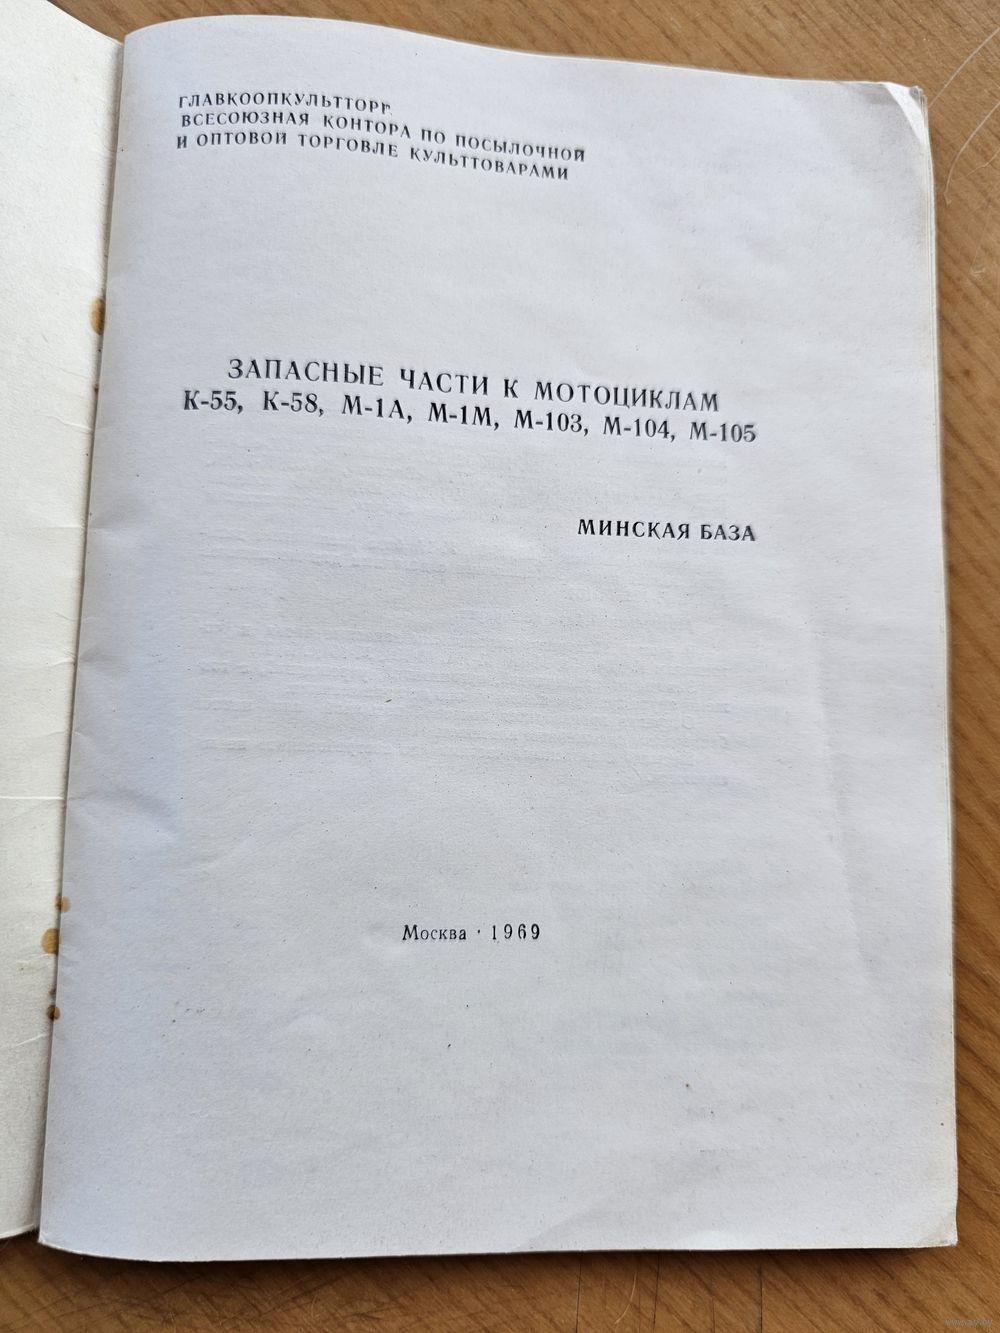 ГЛАВКООПКУЛЬТТОРГ
ВСЕСОЮЗНАЯ КОНТОРА ПО ПОСЫЛОЧНОЙ
И ОПТОВОЙ ТОРГОВЛЕ КУЛЬТТОВАРАМИ
ЗАПАСНЫЕ ЧАСТИ К МОТОЦИКЛАМ
К-55, К-58, М-1А, М-1М, М-103, М-104, М-105
МИНСКАЯ БАЗА
Москва · 1969